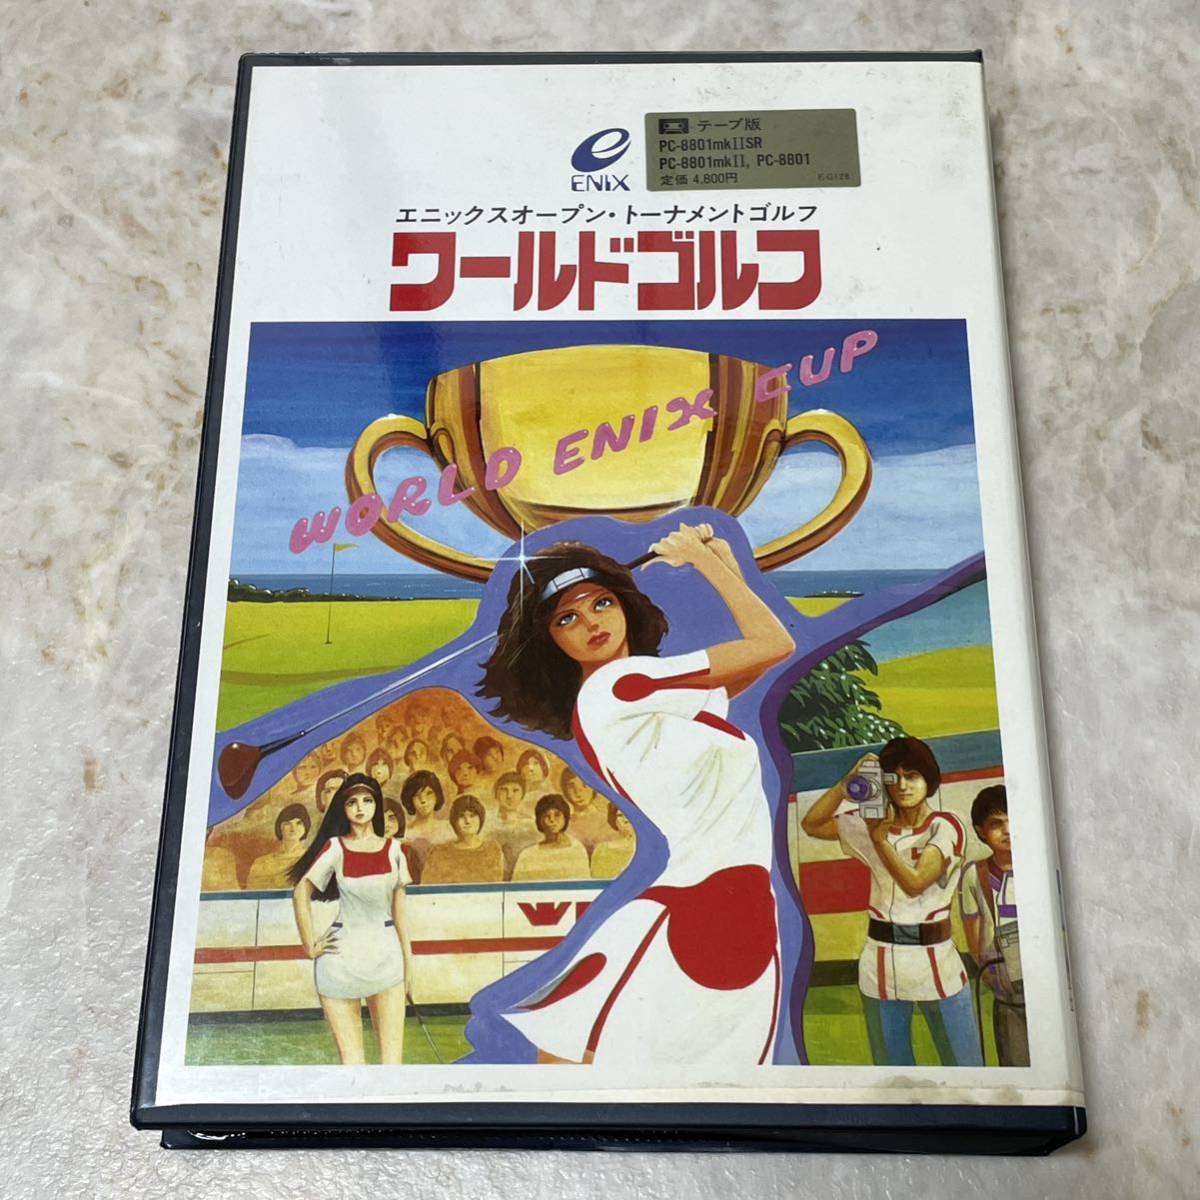 ENIX
テープ版
PC-8801mkIISR
PC-8801mkII, PC-8801
定価 4,800円
E-G128
エニックスオープン・トーナメントゴルフ
ワールドゴルフ
WORLD ENIX CUP